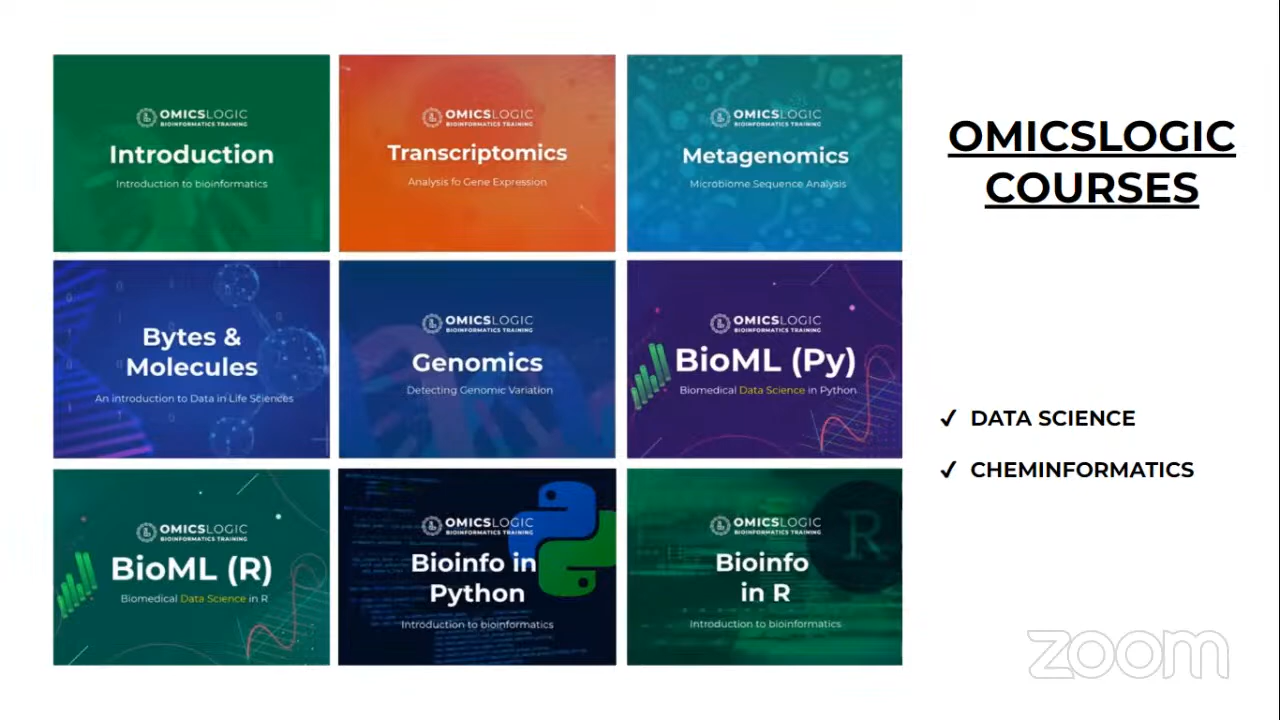 OMICSLOGIC
BIOINFORMATICS TRAINING
Introduction
Introduction to bioinformatics
OMICSLOGIC
BIOINFORMATICS TRAINING
Transcriptomics
Analysis fo Gene Expression
OMICSLOGIC
BIOINFORMATICS TRAINING
Metagenomics
Microbiome Sequence Analysis
Bytes &
Molecules
An introduction to Data in Life Sciences
OMICSLOGIC
BIOINFORMATICS TRAINING
Genomics
Detecting Genomic Variation
OMICSLOGIC
BIOINFORMATICS TRAINING
BioML (Py)
Biomedical Data Science in Python
OMICSLOGIC
BIOINFORMATICS TRAINING
BioML (R)
Biomedical Data Science in R
OMICSLOGIC
BIOINFORMATICS TRAINING
Bioinfo in
Python
Introduction to bioinformatics
OMICSLOGIC
BIOINFORMATICS TRAINING
R
Bioinfo
in R
Introduction to bioinformatics
OMICSLOGIC
COURSES
✓ DATA SCIENCE
✓ CHEMINFORMATICS
zoom